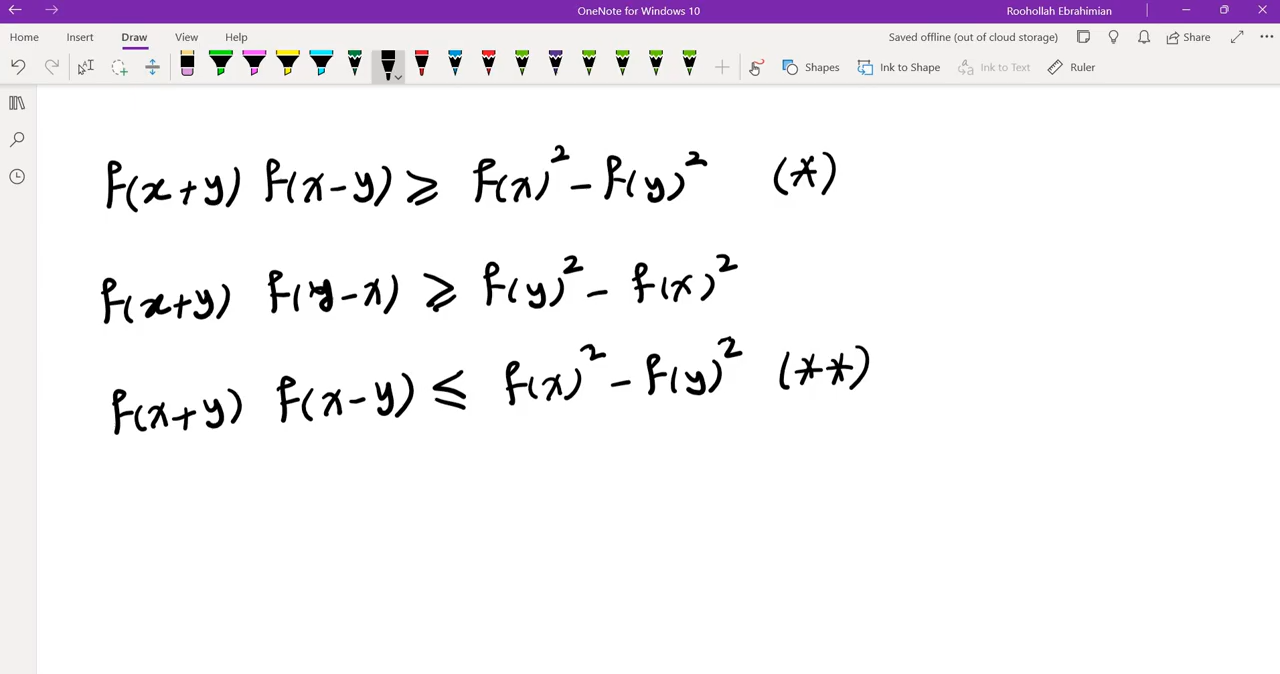 OneNote for Windows 10
Roohollah Ebrahimian
Home Insert Draw View Help
Saved offline (out of cloud storage)
Share
Shapes
Ink to Shape
Ink to Text
Ruler
f(x+y) f(x-y) ⩾ f(x)² - f(y)² (*)
f(x+y) f(y-x) ⩾ f(y)² - f(x)²
f(x+y) f(x-y) ⩽ f(x)² - f(y)² (**)